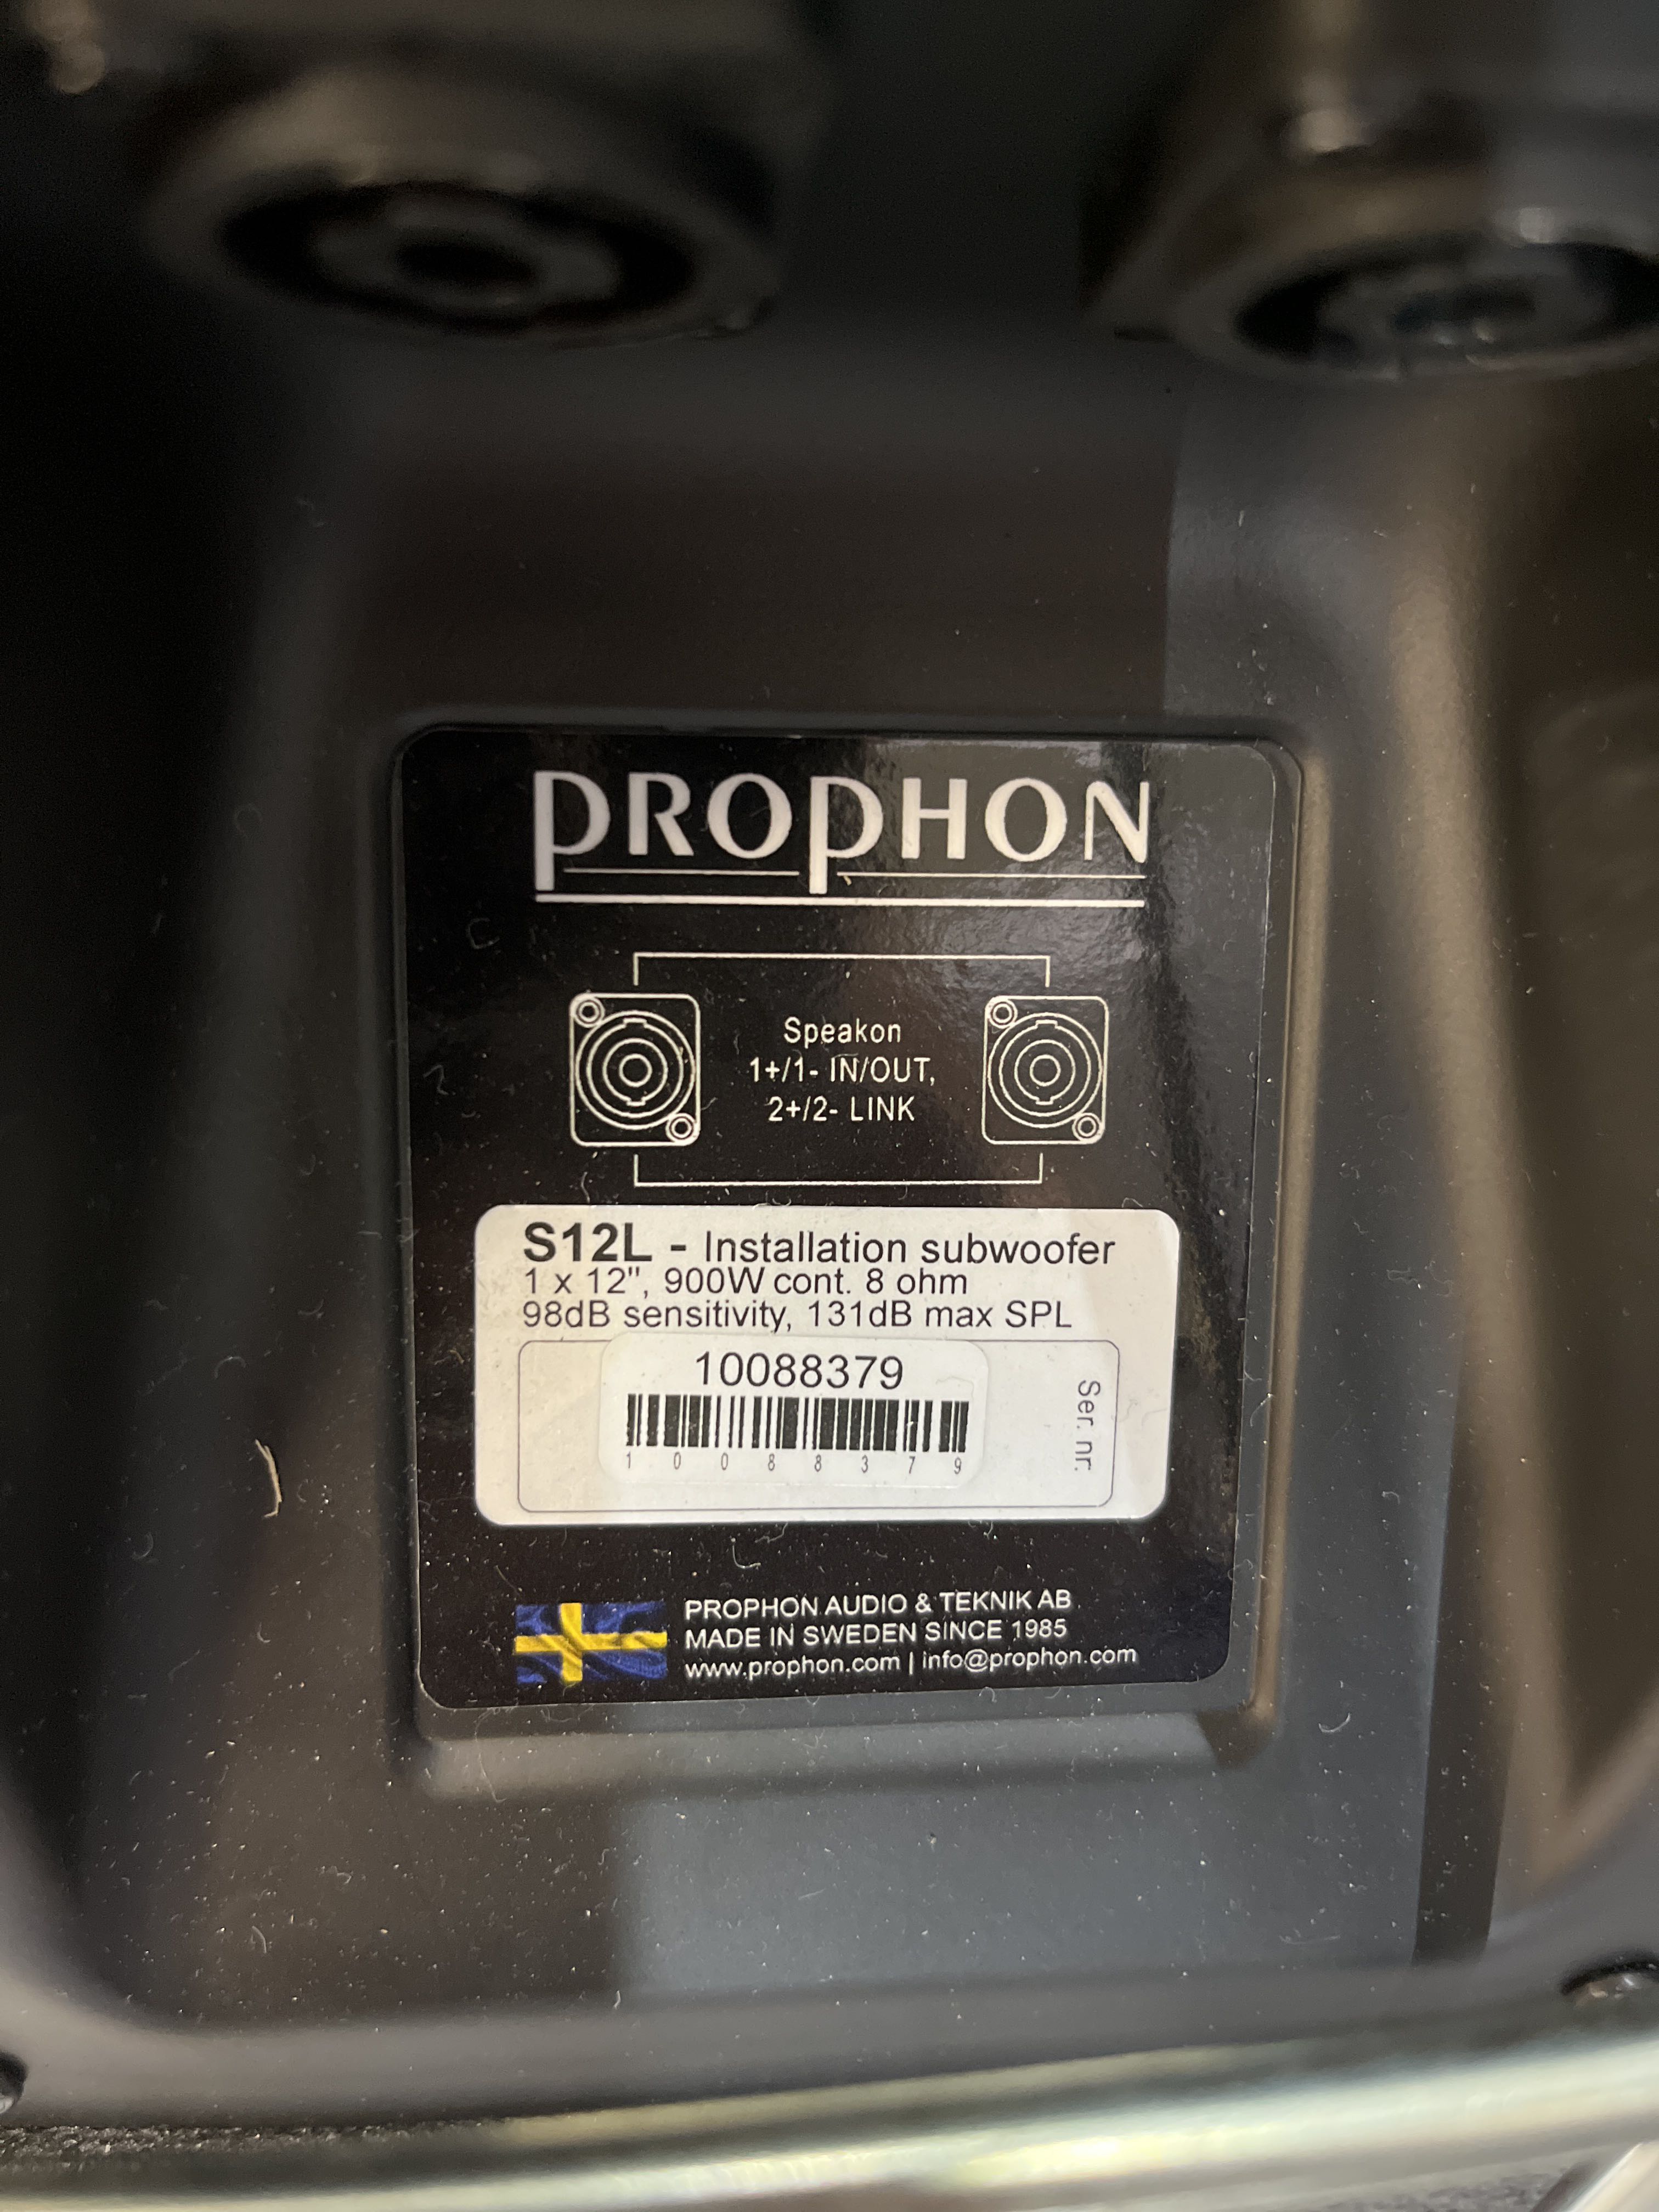 PROPHON
Speakon
1+/1- IN/OUT,
2+/2- LINK
S12L - Installation subwoofer
1 x 12", 900W cont. 8 ohm
98dB sensitivity, 131dB max SPL
10088379
1 0 0 8 8 3 7 9
Ser. nr.
PROPHON AUDIO & TEKNIK AB
MADE IN SWEDEN SINCE 1985
www.prophon.com | info@prophon.com